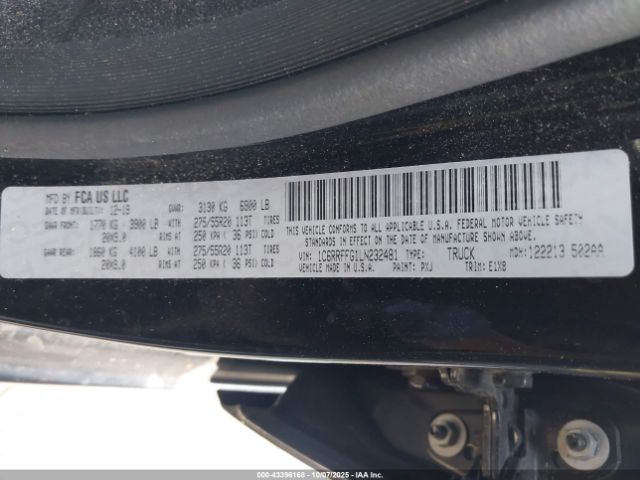 MFD BY FCA US LLC
DATE OF MFR/BUILT: 12-19 GVWR: 3130 KG 6900 LB
GAWR FRONT: 1770 KG 3900 LB WITH 275/55R20 113T TIRES
20X9.0 RIMS AT 250 KPA ( 36 PSI) COLD
GAWR REAR: 1860 KG 4100 LB WITH 275/55R20 113T TIRES
20X9.0 RIMS AT 250 KPA ( 36 PSI) COLD
THIS VEHICLE CONFORMS TO ALL APPLICABLE U.S.A. FEDERAL MOTOR VEHICLE SAFETY
STANDARDS IN EFFECT ON THE DATE OF MANUFACTURE SHOWN ABOVE.
VIN: 1C6RRFFG1LN232481 TYPE: TRUCK MDH: 122213 502AA
VEHICLE MADE IN U.S.A. PAINT: PXJ TRIM: E1X8
000-43396168 - 10/07/2025 - IAAI.com